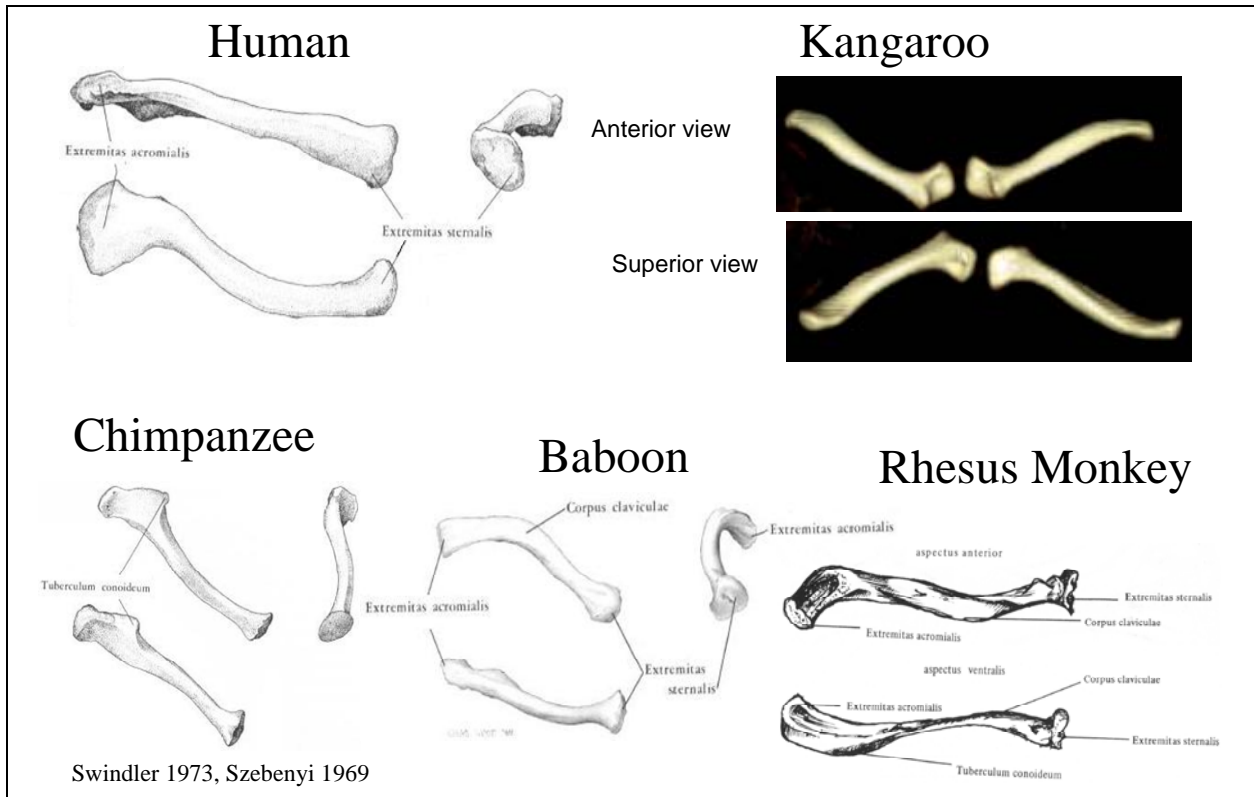 Human
Kangaroo
Extremitas acromialis
Anterior view
Extremitas sternalis
Superior view
Chimpanzee
Baboon
Rhesus Monkey
Tuberculum conoideum
Corpus claviculae
Extremitas acromialis
Extremitas acromialis
Extremitas
sternalis
aspectus anterior
Extremitas sternalis
Corpus claviculae
Extremitas acromialis
aspectus ventralis
Corpus claviculae
Extremitas acromialis
Extremitas sternalis
Tuberculum conoideum
Swindler 1973, Szebenyi 1969